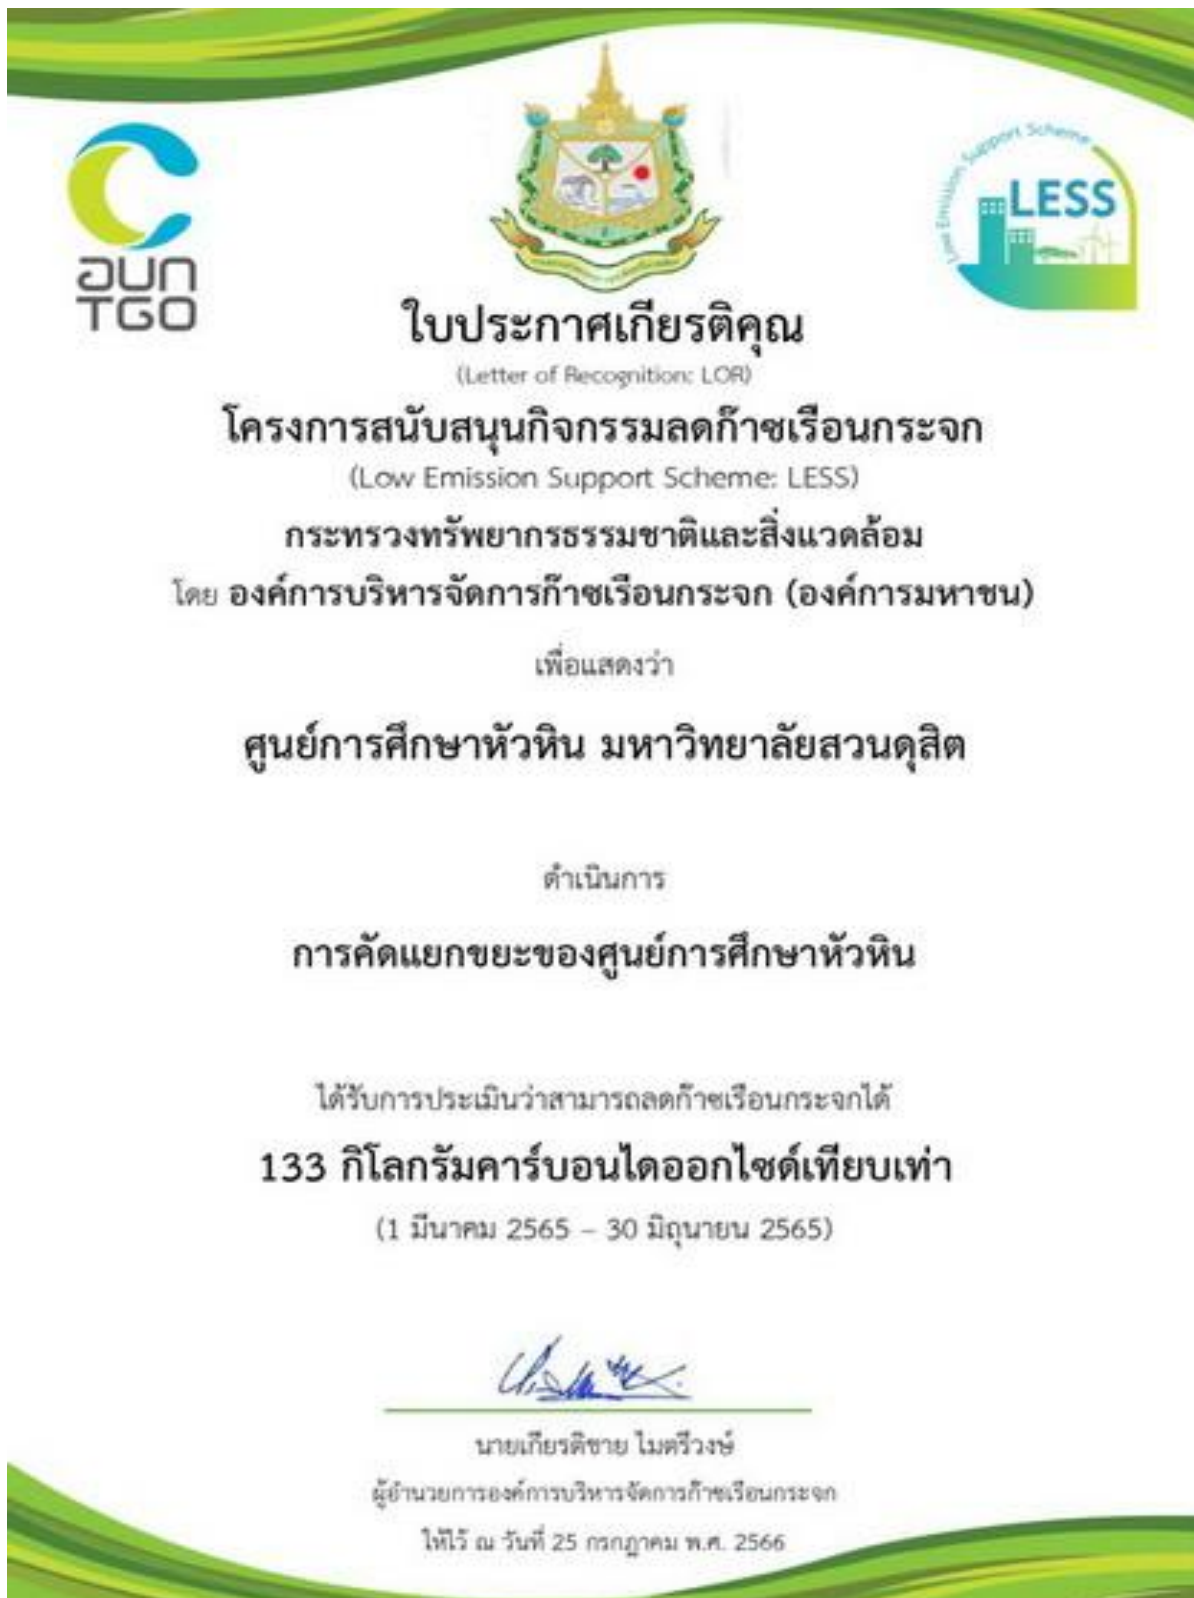 อบก
TGO
Low Emission Support Scheme
LESS
ใบประกาศเกียรติคุณ
(Letter of Recognition: LOR)
โครงการสนับสนุนกิจกรรมลดก๊าซเรือนกระจก
(Low Emission Support Scheme: LESS)
กระทรวงทรัพยากรธรรมชาติและสิ่งแวดล้อม
โดย องค์การบริหารจัดการก๊าซเรือนกระจก (องค์การมหาชน)
เพื่อแสดงว่า
ศูนย์การศึกษาหัวหิน มหาวิทยาลัยสวนดุสิต
ดำเนินการ
การคัดแยกขยะของศูนย์การศึกษาหัวหิน
ได้รับการประเมินว่าสามารถลดก๊าซเรือนกระจกได้
133 กิโลกรัมคาร์บอนไดออกไซด์เทียบเท่า
(1 มีนาคม 2565 – 30 มิถุนายน 2565)
นายเกียรติชาย ไมตรีวงษ์
ผู้อำนวยการองค์การบริหารจัดการก๊าซเรือนกระจก
ให้ไว้ ณ วันที่ 25 กรกฎาคม พ.ศ. 2566